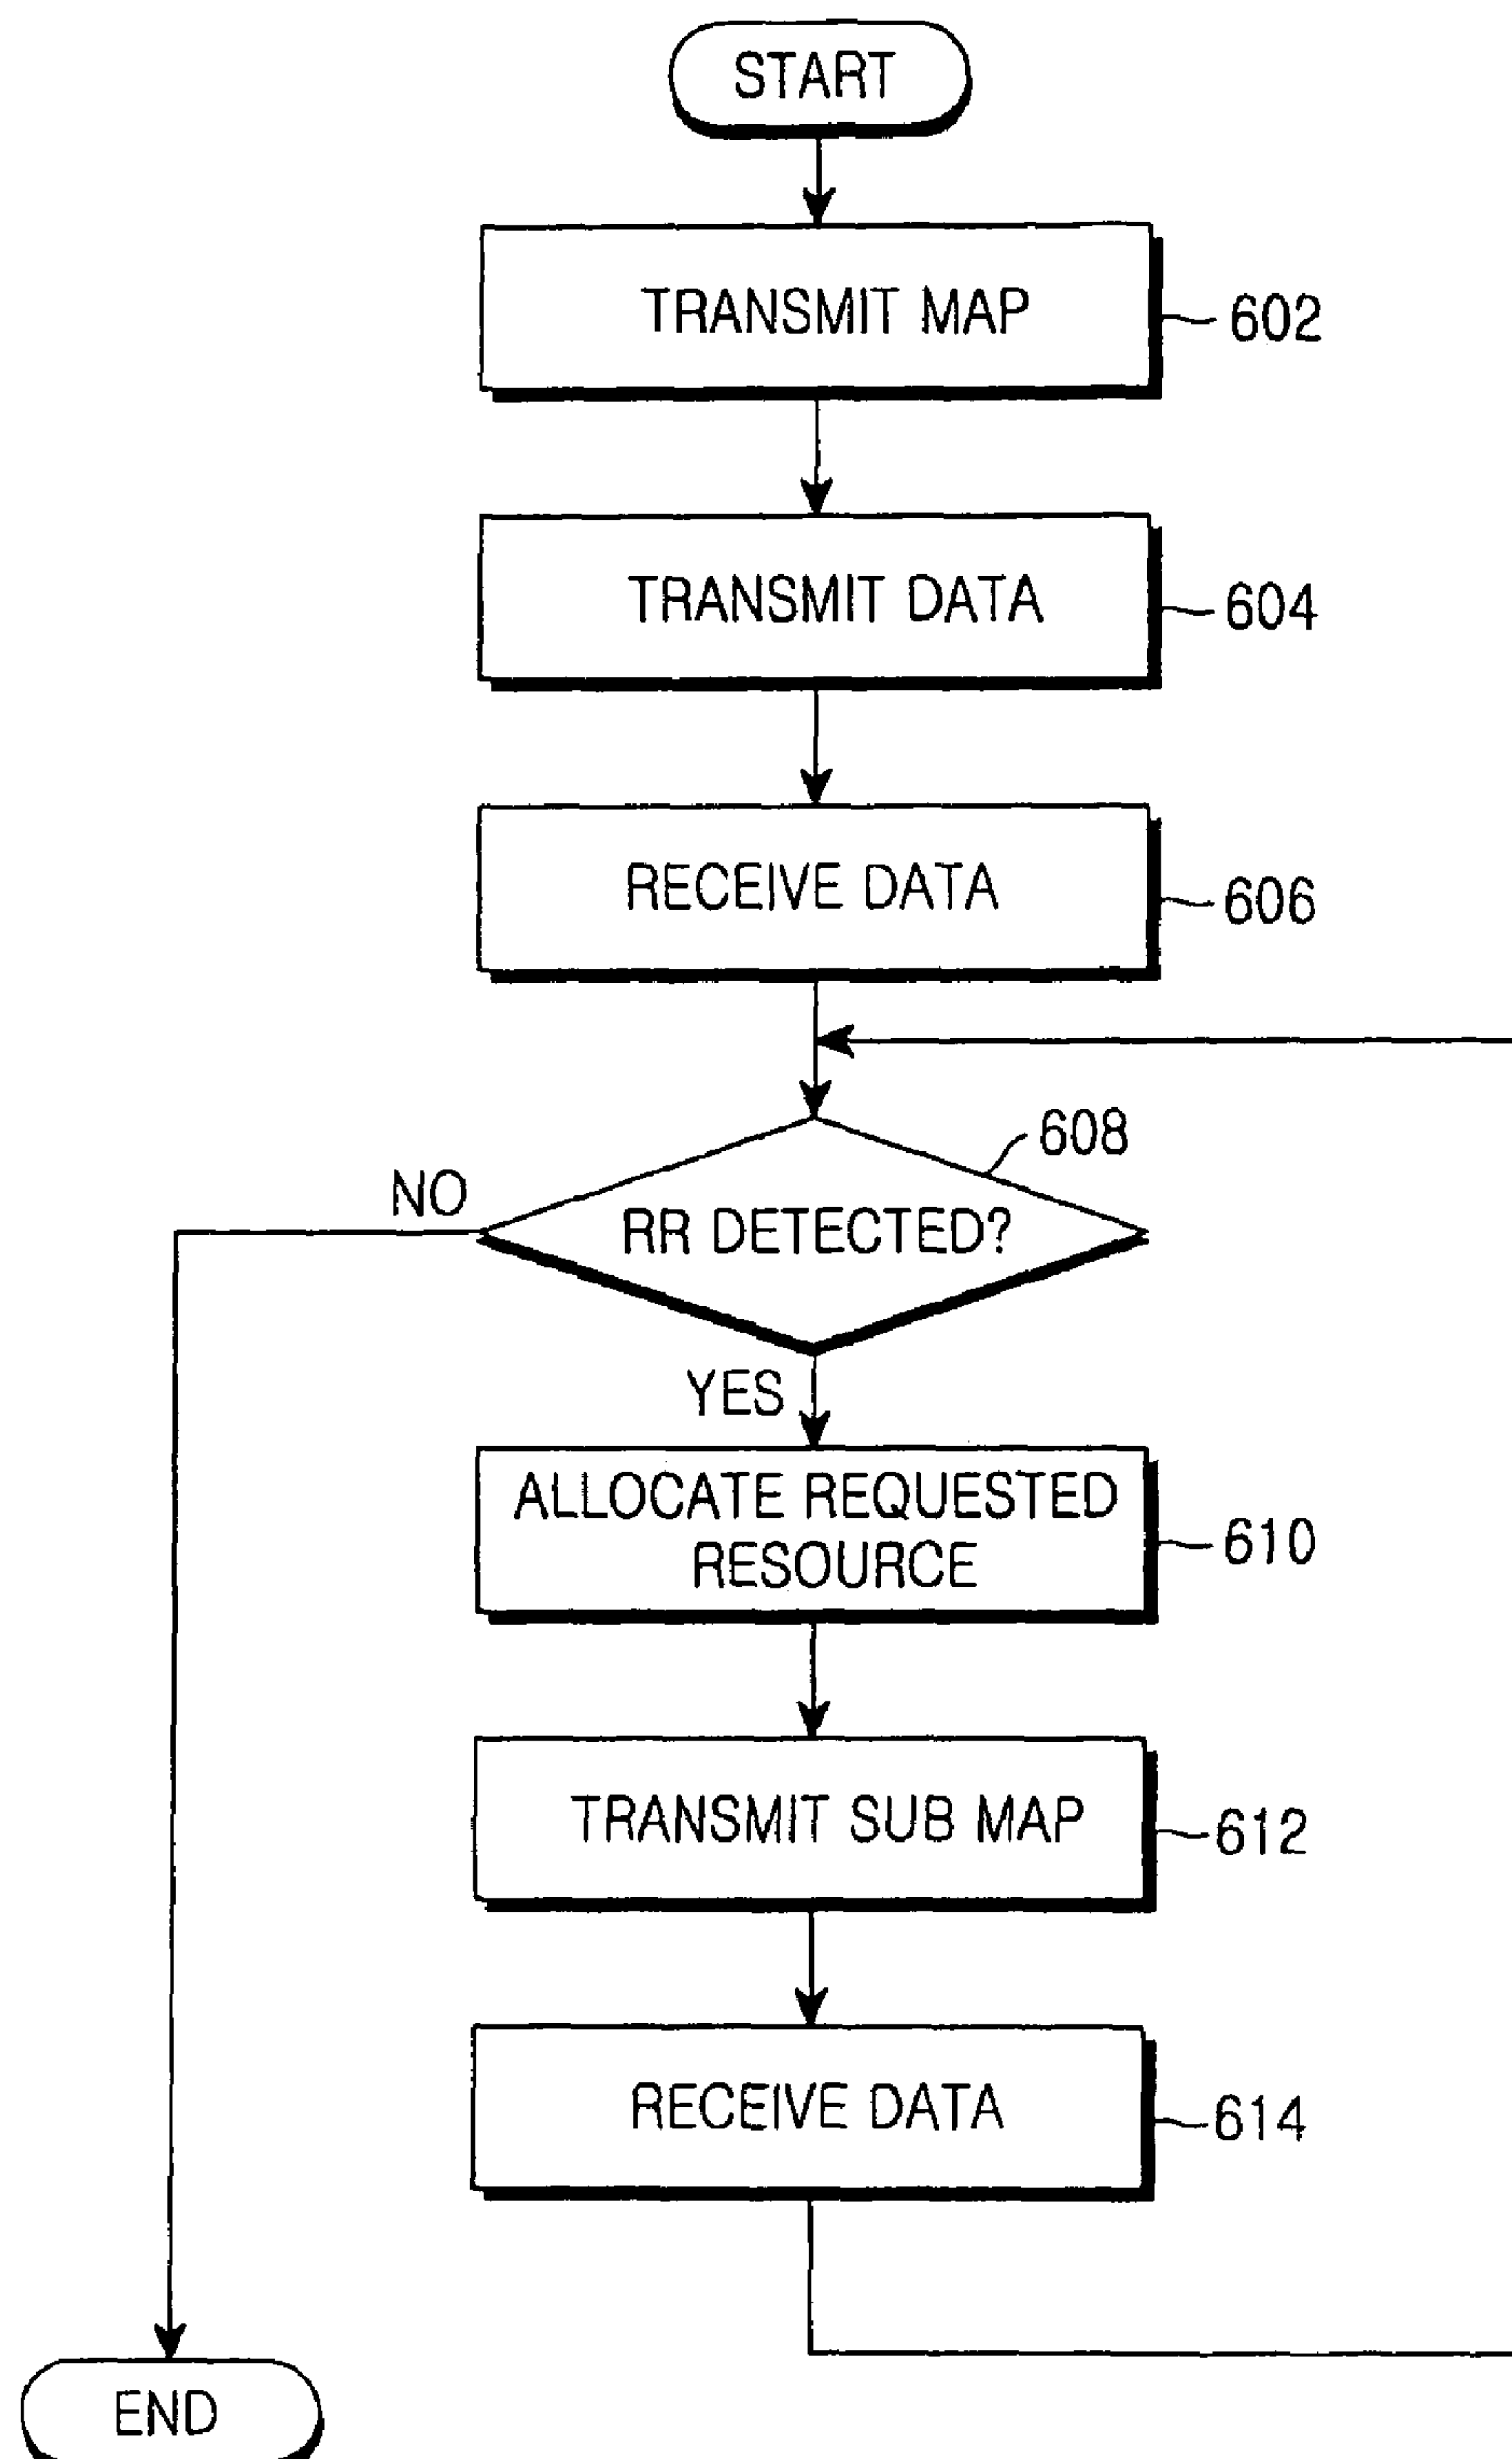 START
TRANSMIT MAP
602
TRANSMIT DATA
604
RECEIVE DATA
606
608
NO
RR DETECTED?
YES
ALLOCATE REQUESTED
RESOURCE
610
TRANSMIT SUB MAP
612
RECEIVE DATA
614
END